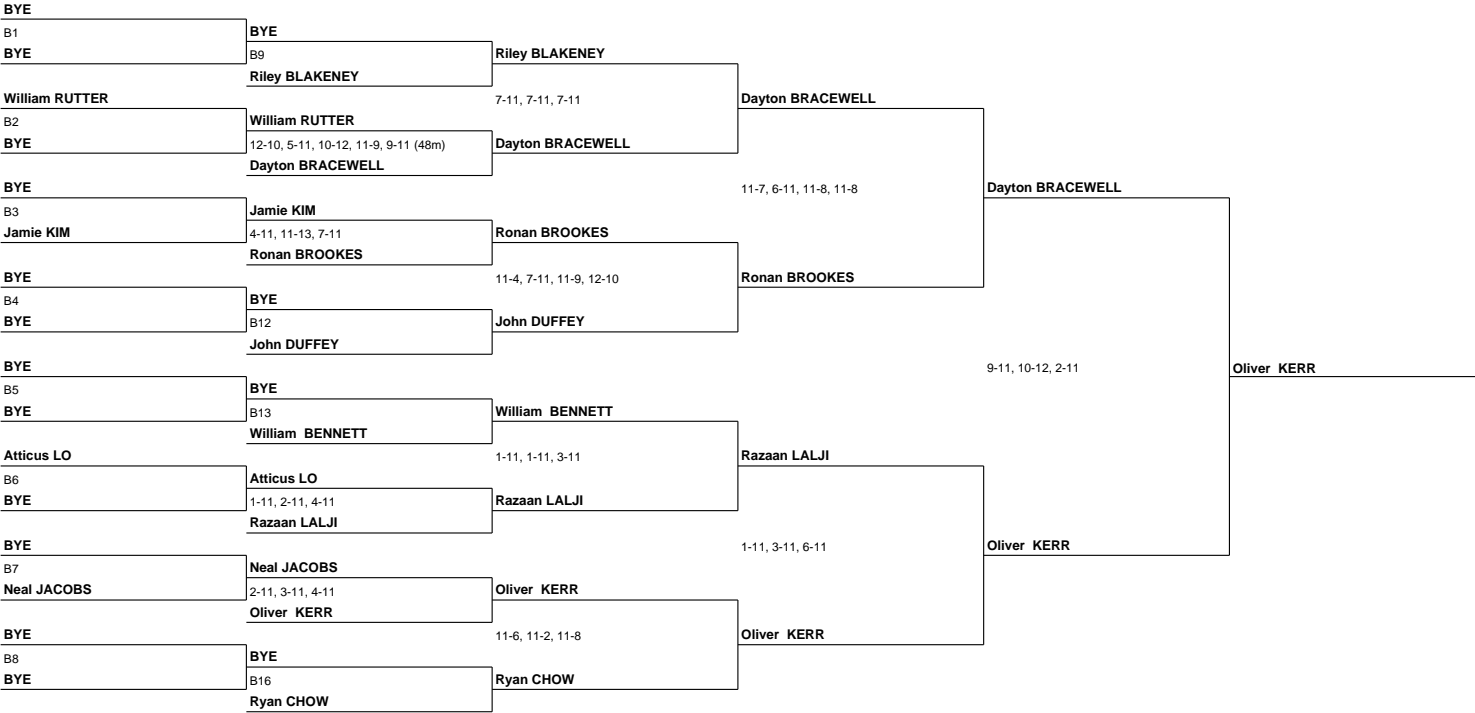 BYE
B1
BYE
BYE
B9
Riley BLAKENEY
Riley BLAKENEY
William RUTTER
7-11, 7-11, 7-11
Dayton BRACEWELL
B2
William RUTTER
BYE
12-10, 5-11, 10-12, 11-9, 9-11 (48m)
Dayton BRACEWELL
Dayton BRACEWELL
BYE
11-7, 6-11, 11-8, 11-8
Dayton BRACEWELL
B3
Jamie KIM
Jamie KIM
4-11, 11-13, 7-11
Ronan BROOKES
Ronan BROOKES
BYE
11-4, 7-11, 11-9, 12-10
Ronan BROOKES
B4
BYE
BYE
B12
John DUFFEY
John DUFFEY
BYE
9-11, 10-12, 2-11
Oliver KERR
B5
BYE
BYE
B13
William BENNETT
William BENNETT
Atticus LO
1-11, 1-11, 3-11
Razaan LALJI
B6
Atticus LO
BYE
1-11, 2-11, 4-11
Razaan LALJI
Razaan LALJI
BYE
1-11, 3-11, 6-11
Oliver KERR
B7
Neal JACOBS
Neal JACOBS
2-11, 3-11, 4-11
Oliver KERR
Oliver KERR
BYE
11-6, 11-2, 11-8
Oliver KERR
B8
BYE
BYE
B16
Ryan CHOW
Ryan CHOW